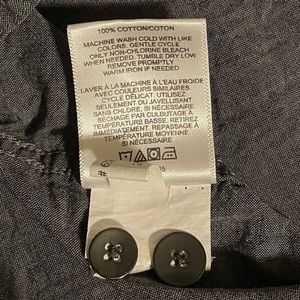 100% COTTON/COTON
MACHINE WASH COLD WITH LIKE
COLORS. GENTLE CYCLE
ONLY NON-CHLORINE BLEACH
WHEN NEEDED. TUMBLE DRY LOW
REMOVE PROMPTLY
WARM IRON IF NEEDED
LAVER À LA MACHINE À L'EAU FROIDE
AVEC COULEURS SIMILAIRES.
CYCLE DÉLICAT. UTILISEZ
SEULEMENT DU JAVELLISANT
SANS CHLORE, SI NÉCESSAIRE.
SÉCHAGE PAR CULBUTAGE À
TEMPÉRATURE BASSE. RETIREZ
RAPIDEMENT. REPASSAGE À
TEMPÉRATURE MOYENNE
SI NÉCESSAIRE